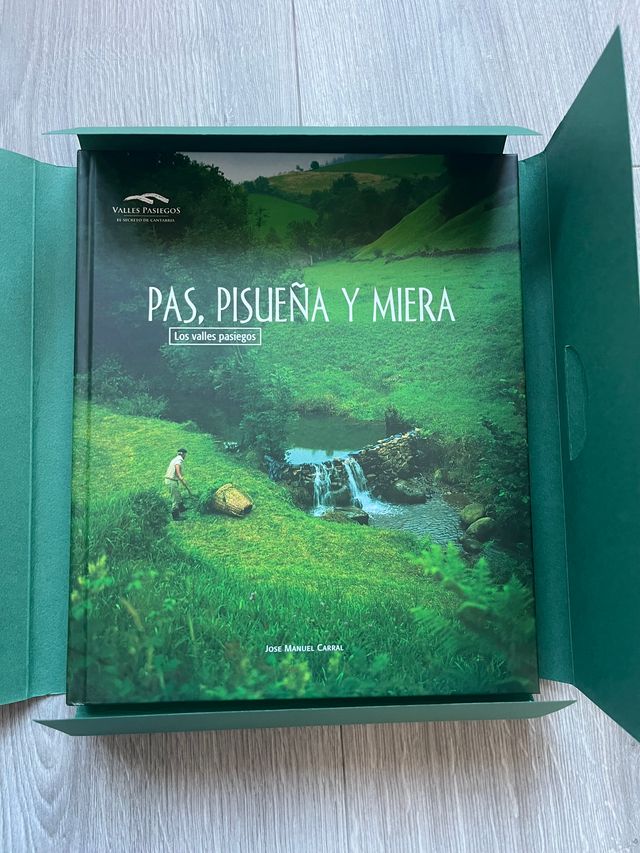 VALLES PASIEGOS
EL SECRETO DE CANTABRIA
PAS, PISUEÑA Y MIERA
Los valles pasiegos
JOSE MANUEL CARRAL